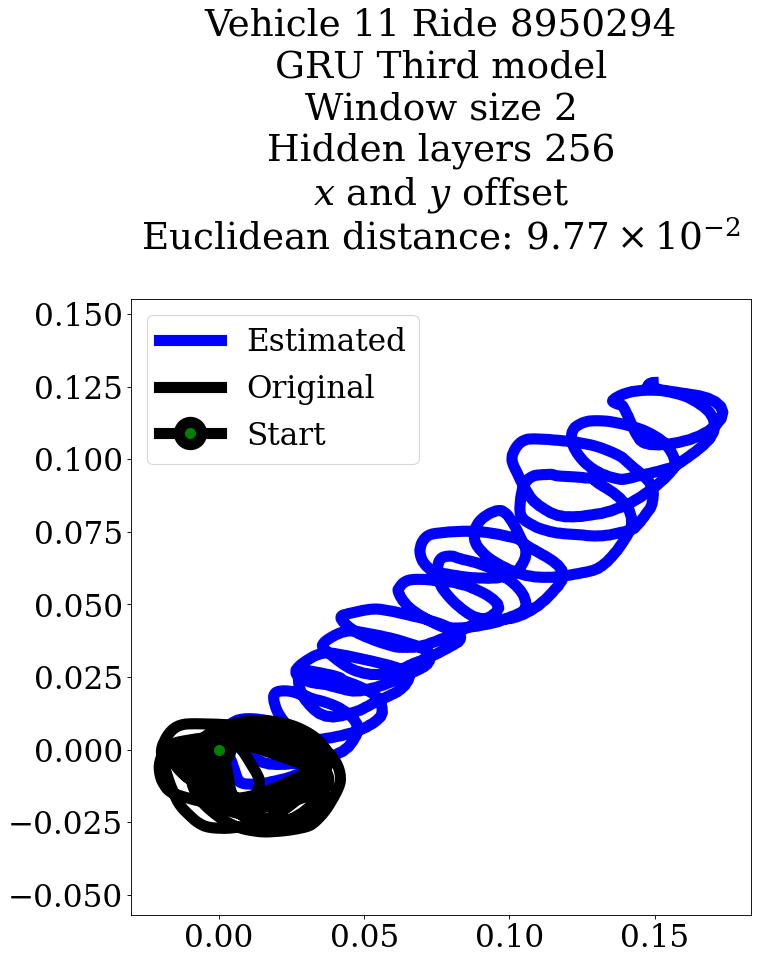 Vehicle 11 Ride 8950294
GRU Third model
Window size 2
Hidden layers 256
x and y offset
Euclidean distance: 9.77 × 10⁻²
Estimated
Original
Start
0.150
0.125
0.100
0.075
0.050
0.025
0.000
−0.025
−0.050
0.00 0.05 0.10 0.15